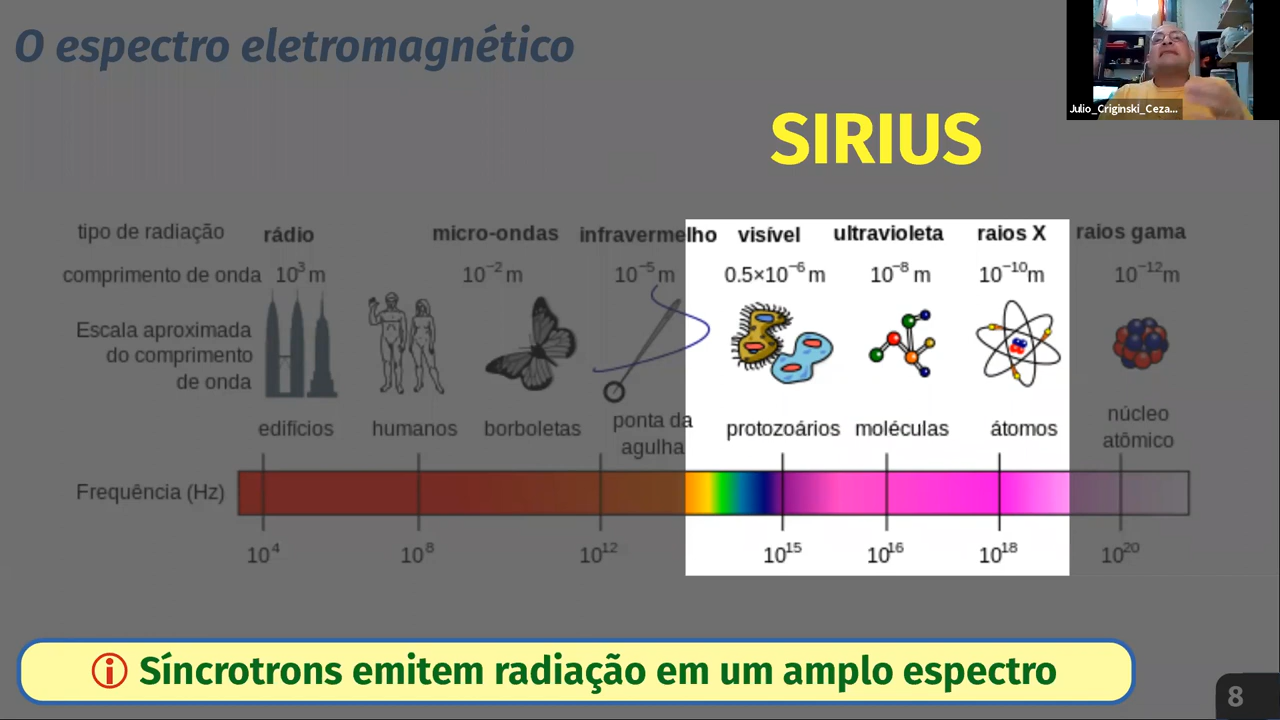 O espectro eletromagnético
Julio_Criginski_Ceza...
SIRIUS
tipo de radiação rádio micro-ondas infravermelho visível ultravioleta raios X raios gama
comprimento de onda 10³ m 10⁻² m 10⁻⁵ m 0.5×10⁻⁶ m 10⁻⁸ m 10⁻¹⁰m 10⁻¹²m
Escala aproximada
do comprimento
de onda
edifícios humanos borboletas ponta da agulha protozoários moléculas átomos núcleo atômico
Frequência (Hz)
10⁴ 10⁸ 10¹² 10¹⁵ 10¹⁶ 10¹⁸ 10²⁰
Síncrotrons emitem radiação em um amplo espectro
8